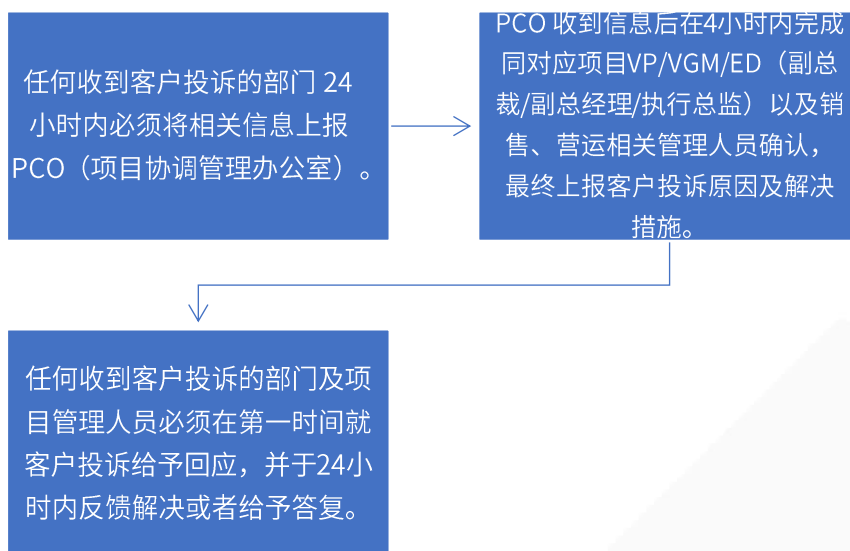 任何收到客户投诉的部门 24
小时内必须将相关信息上报
PCO（项目协调管理办公室）。
PCO 收到信息后在4小时内完成
同对应项目VP/VGM/ED（副总
裁/副总经理/执行总监）以及销
售、营运相关管理人员确认，
最终上报客户投诉原因及解决
措施。
任何收到客户投诉的部门及项
目管理人员必须在第一时间就
客户投诉给予回应，并于24小
时内反馈解决或者给予答复。